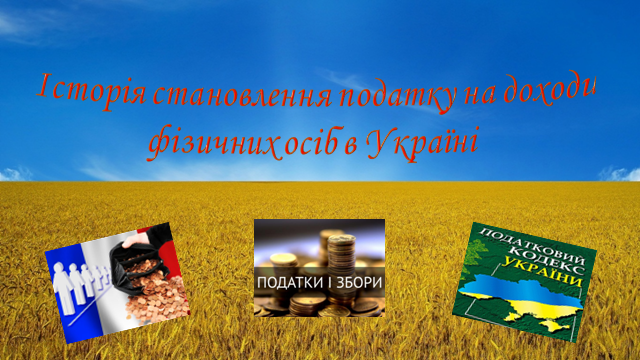 Історія становлення податку на доходи
фізичних осіб в Україні
ПОДАТКИ І ЗБОРИ
ПОДАТКОВИЙ
КОДЕКС
УКРАЇНИ